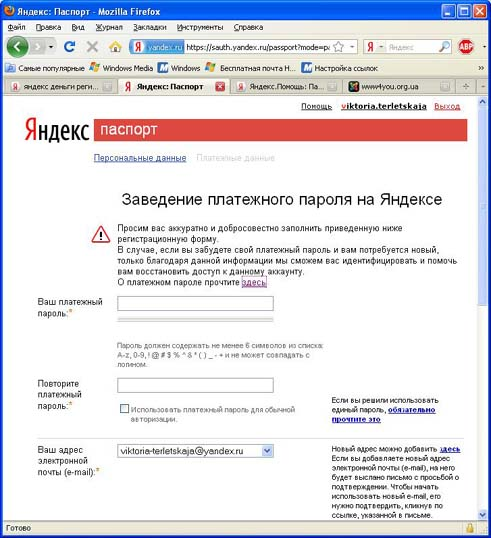 Яндекс: Паспорт - Mozilla Firefox
Файл Правка Вид Журнал Закладки Инструменты Справка
yandex.ru https://sauth.yandex.ru/passport?mode=pa Яндекс ABP
Самые популярные Windows Media Windows Бесплатная почта H... Настройка ссылок
яндекс деньги реги... Яндекс: Паспорт Яндекс.Помощь: Па... www4you.org.ua
Помощь viktoria.terletskaja Выход
Яндекс паспорт
Персональные данные Платежные данные
Заведение платежного пароля на Яндексе
Просим вас аккуратно и добросовестно заполнить приведенную ниже
регистрационную форму.
В случае, если вы забудете свой платежный пароль и вам потребуется новый,
только благодаря данной информации мы сможем вас идентифицировать и помочь
вам восстановить доступ к данному аккаунту.
О платежном пароле прочтите здесь
Ваш платежный
пароль:*
Пароль должен содержать не менее 6 символов из списка:
A-z, 0-9, ! @ # $ % ^ & * ( ) _ - + и не может совпадать с
логином.
Повторите
платежный
пароль:*
Использовать платежный пароль для обычной
авторизации.
Если вы решили использовать
единый пароль, обязательно
прочтите это
Ваш адрес
электронной
почты (e-mail):*
viktoria-terletskaja@yandex.ru
Новый адрес можно добавить здесь
Если вы добавляете новый адрес
электронной почты (e-mail), на него
будет выслано письмо с просьбой о
подтверждении. Чтобы начать
использовать новый e-mail, его
нужно подтвердить, кликнув по
ссылке, указанной в письме.
Готово